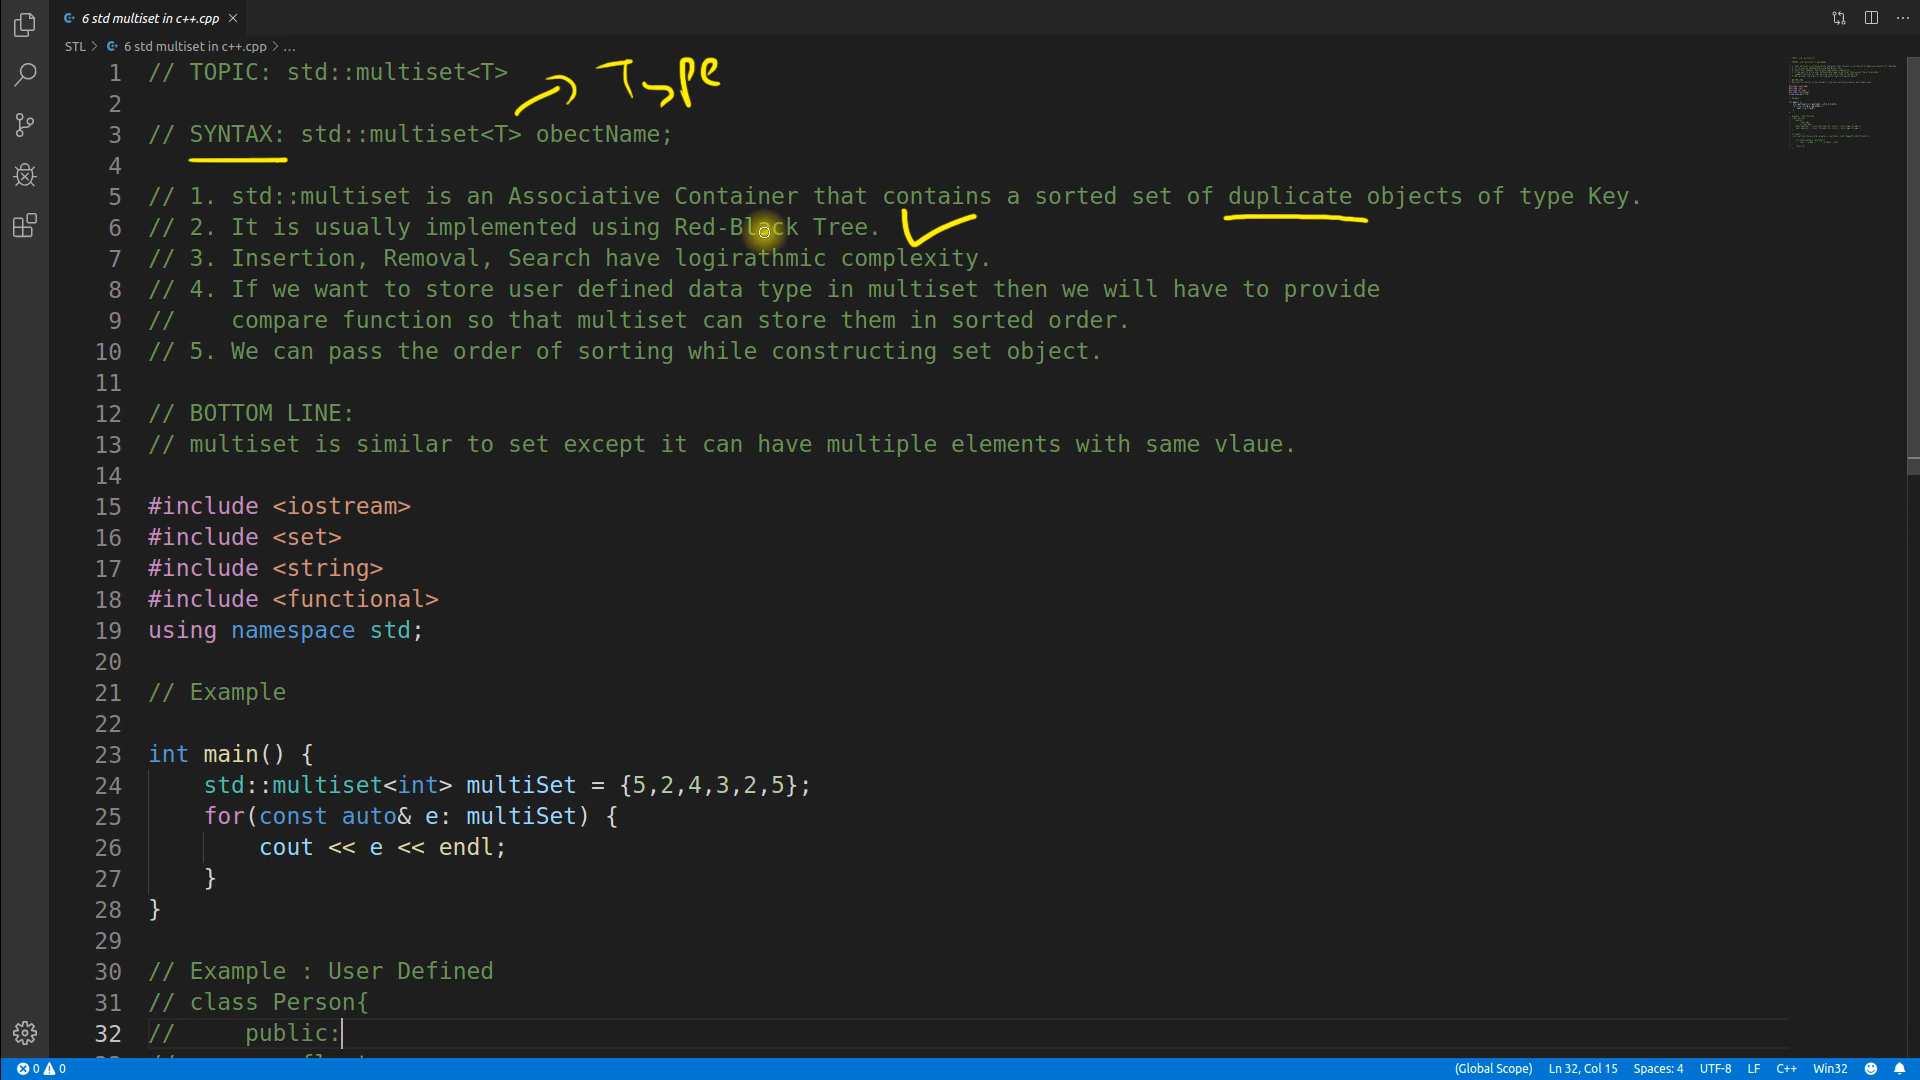 6 std multiset in c++.cpp
STL > 6 std multiset in c++.cpp > ...
Type
1 // TOPIC: std::multiset<T>
2
3 // SYNTAX: std::multiset<T> obectName;
4
5 // 1. std::multiset is an Associative Container that contains a sorted set of duplicate objects of type Key.
6 // 2. It is usually implemented using Red-Black Tree.
7 // 3. Insertion, Removal, Search have logirathmic complexity.
8 // 4. If we want to store user defined data type in multiset then we will have to provide
9 //    compare function so that multiset can store them in sorted order.
10 // 5. We can pass the order of sorting while constructing set object.
11
12 // BOTTOM LINE:
13 // multiset is similar to set except it can have multiple elements with same vlaue.
14
15 #include <iostream>
16 #include <set>
17 #include <string>
18 #include <functional>
19 using namespace std;
20
21 // Example
22
23 int main() {
24     std::multiset<int> multiSet = {5,2,4,3,2,5};
25     for(const auto& e: multiSet) {
26         cout << e << endl;
27     }
28 }
29
30 // Example : User Defined
31 // class Person{
32 //     public:
0 0 (Global Scope) Ln 32, Col 15 Spaces: 4 UTF-8 LF C++ Win32